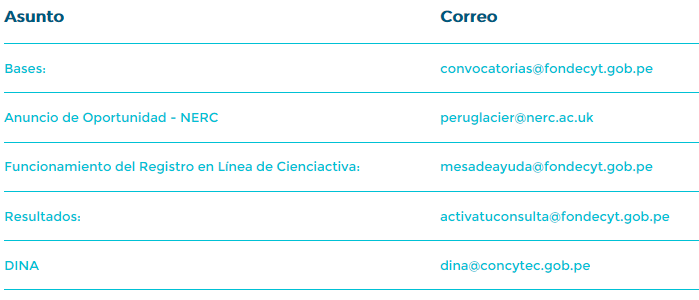 Asunto Correo
Bases: convocatorias@fondecyt.gob.pe
Anuncio de Oportunidad - NERC peruglacier@nerc.ac.uk
Funcionamiento del Registro en Línea de Cienciactiva: mesadeayuda@fondecyt.gob.pe
Resultados: activatuconsulta@fondecyt.gob.pe
DINA dina@concytec.gob.pe